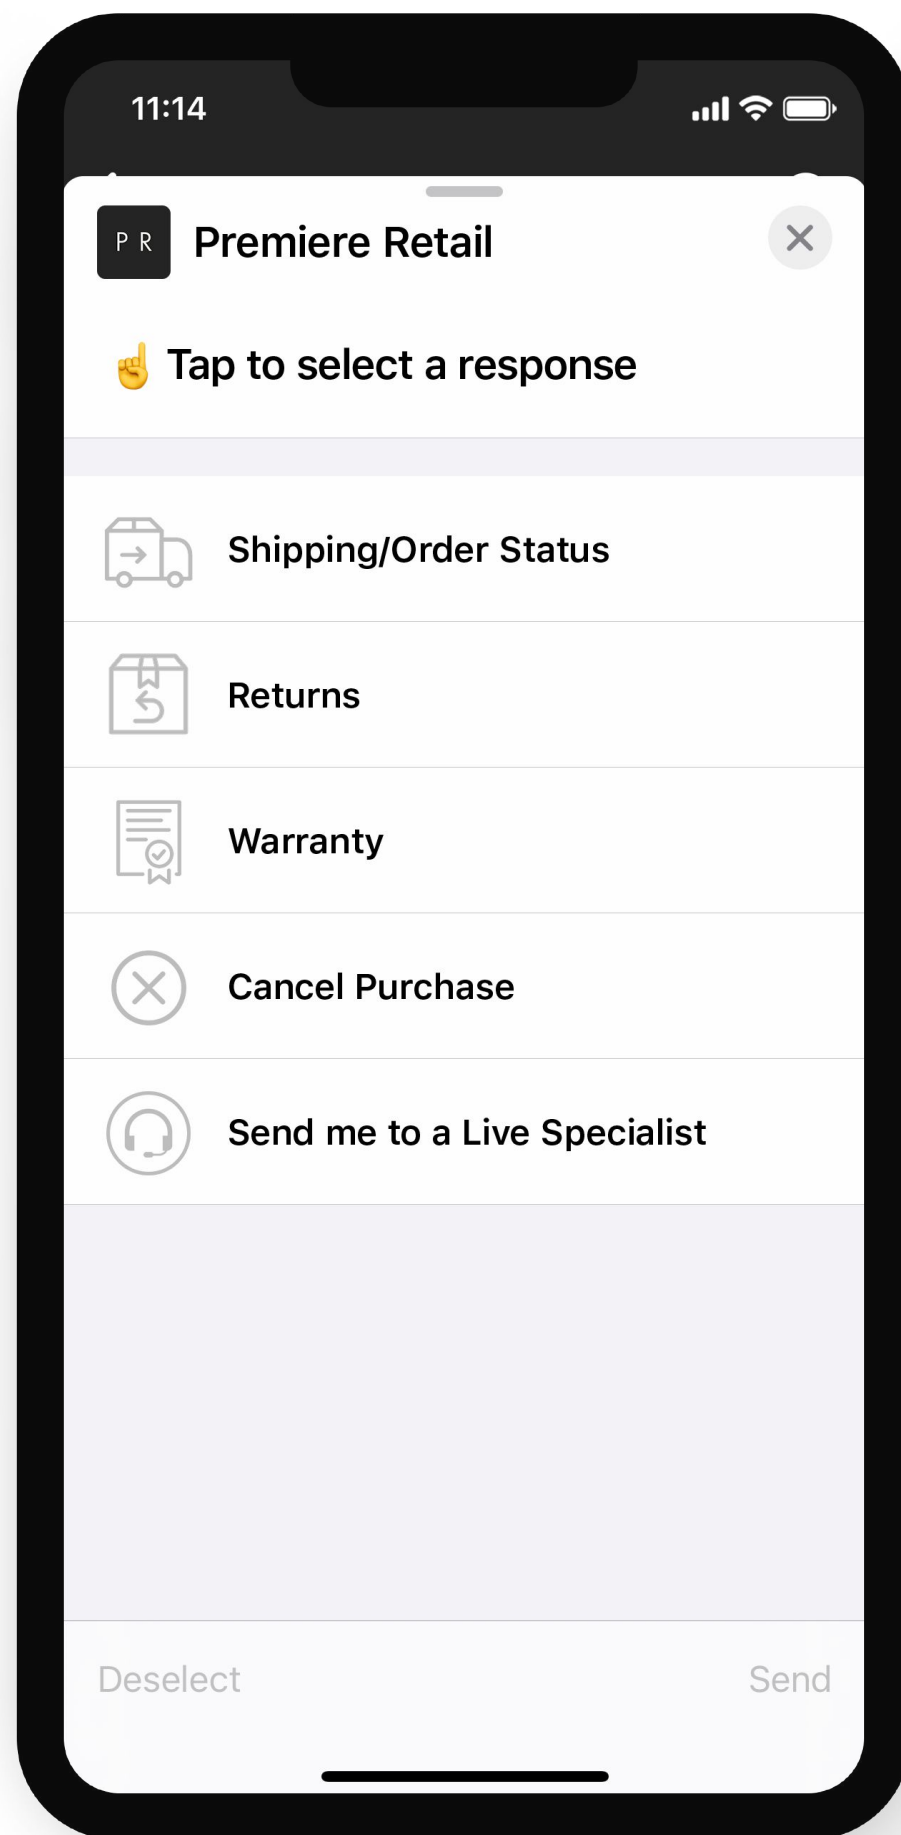 11:14
P R
Premiere Retail
☝️ Tap to select a response
Shipping/Order Status
Returns
Warranty
Cancel Purchase
Send me to a Live Specialist
Deselect
Send